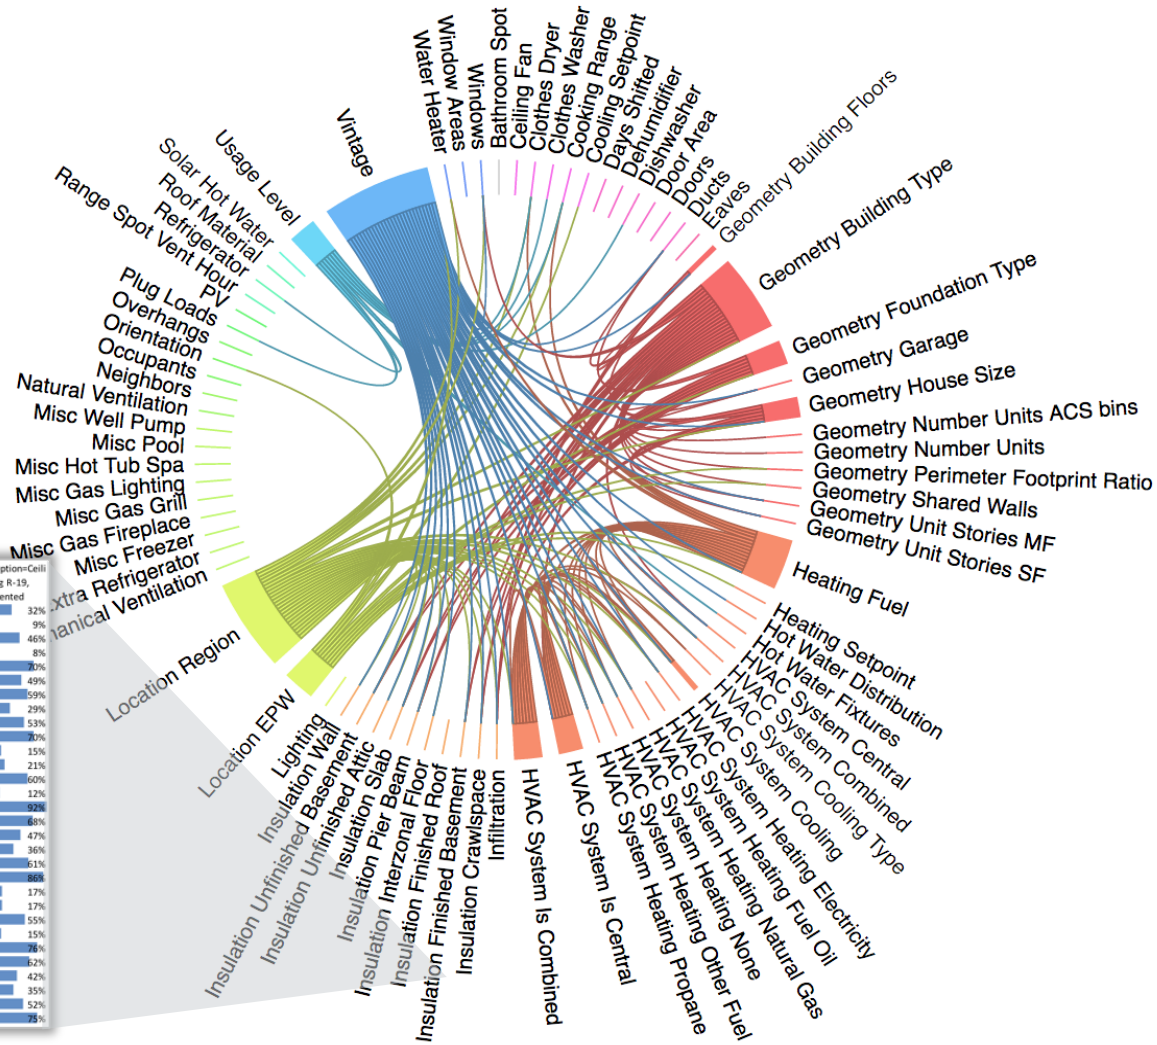 Water Heater
Window Areas
Windows
Bathroom Spot
Ceiling Fan
Clothes Dryer
Clothes Washer
Cooking Range
Cooling Setpoint
Days Shifted
Dehumidifier
Dishwasher
Door Area
Doors
Ducts
Eaves
Geometry Building Floors
Geometry Building Type
Geometry Foundation Type
Geometry Garage
Geometry House Size
Geometry Number Units ACS bins
Geometry Number Units
Geometry Perimeter Footprint Ratio
Geometry Shared Walls
Geometry Unit Stories MF
Geometry Unit Stories SF
Heating Fuel
Heating Setpoint
Hot Water Distribution
Hot Water Fixtures
HVAC System Central
HVAC System Combined
HVAC System Cooling Type
HVAC System Cooling
HVAC System Heating Electricity
HVAC System Heating Fuel Oil
HVAC System Heating Natural Gas
HVAC System Heating None
HVAC System Heating Other Fuel
HVAC System Heating Propane
HVAC System Is Central
HVAC System Is Combined
Infiltration
Insulation Crawlspace
Insulation Finished Basement
Insulation Finished Roof
Insulation Interzonal Floor
Insulation Pier Beam
Insulation Slab
Insulation Unfinished Attic
Insulation Unfinished Basement
Insulation Wall
Lighting
Location EPW
Location Region
hanical Ventilation
Extra Refrigerator
Misc Freezer
Misc Gas Fireplace
Misc Gas Grill
Misc Gas Lighting
Misc Hot Tub Spa
Misc Pool
Misc Well Pump
Natural Ventilation
Neighbors
Occupants
Orientation
Overhangs
Plug Loads
PV
Range Spot Vent Hour
Refrigerator
Roof Material
Solar Hot Water
Usage Level
Vintage
ption=Ceili
g R-19,
ented
32%
9%
46%
8%
70%
49%
59%
29%
53%
70%
15%
21%
60%
12%
92%
68%
47%
36%
61%
86%
17%
17%
55%
15%
76%
62%
42%
35%
52%
75%